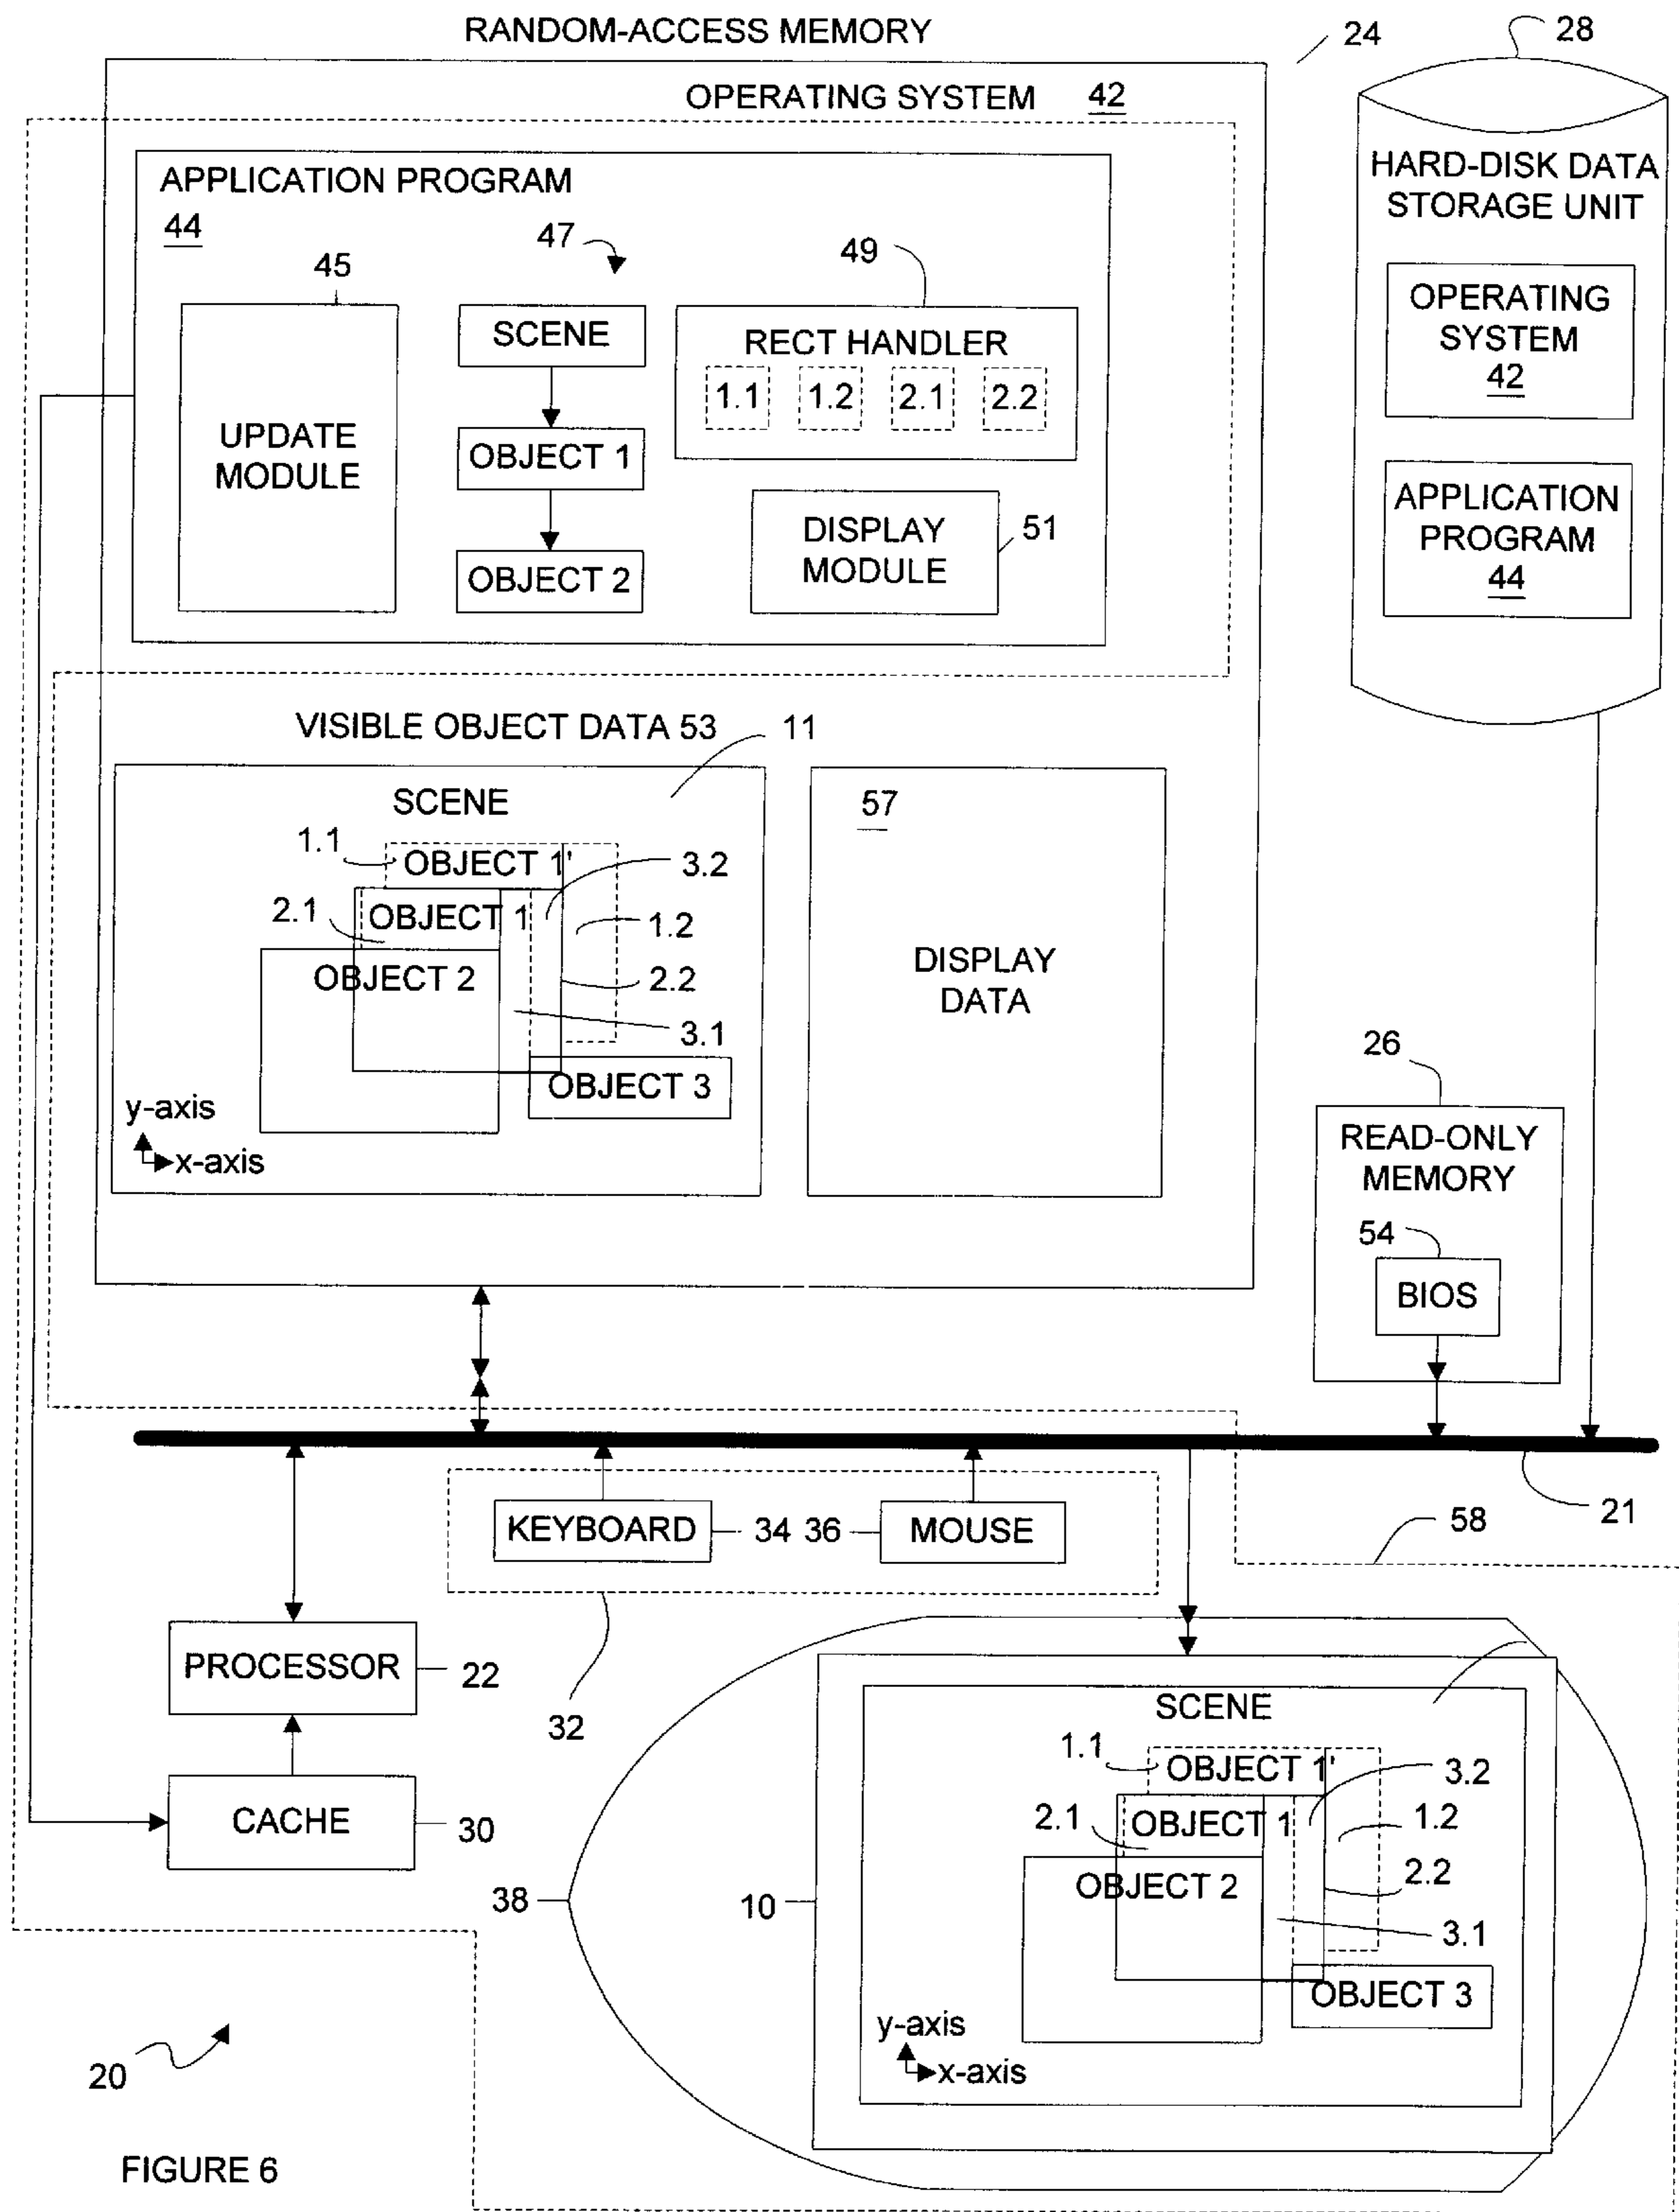 RANDOM-ACCESS MEMORY
24
28
OPERATING SYSTEM 42
APPLICATION PROGRAM
44
45
47
49
UPDATE
MODULE
SCENE
OBJECT 1
OBJECT 2
RECT HANDLER
1.1 1.2 2.1 2.2
DISPLAY
MODULE
51
HARD-DISK DATA
STORAGE UNIT
OPERATING
SYSTEM
42
APPLICATION
PROGRAM
44
VISIBLE OBJECT DATA 53
11
SCENE
1.1
OBJECT 1'
3.2
2.1
OBJECT 1
1.2
OBJECT 2
2.2
3.1
OBJECT 3
y-axis
x-axis
57
DISPLAY
DATA
26
READ-ONLY
MEMORY
54
BIOS
21
58
KEYBOARD
34
36
MOUSE
32
PROCESSOR
22
CACHE
30
38
10
SCENE
1.1
OBJECT 1'
3.2
2.1
OBJECT 1
1.2
OBJECT 2
2.2
3.1
OBJECT 3
y-axis
x-axis
20
FIGURE 6